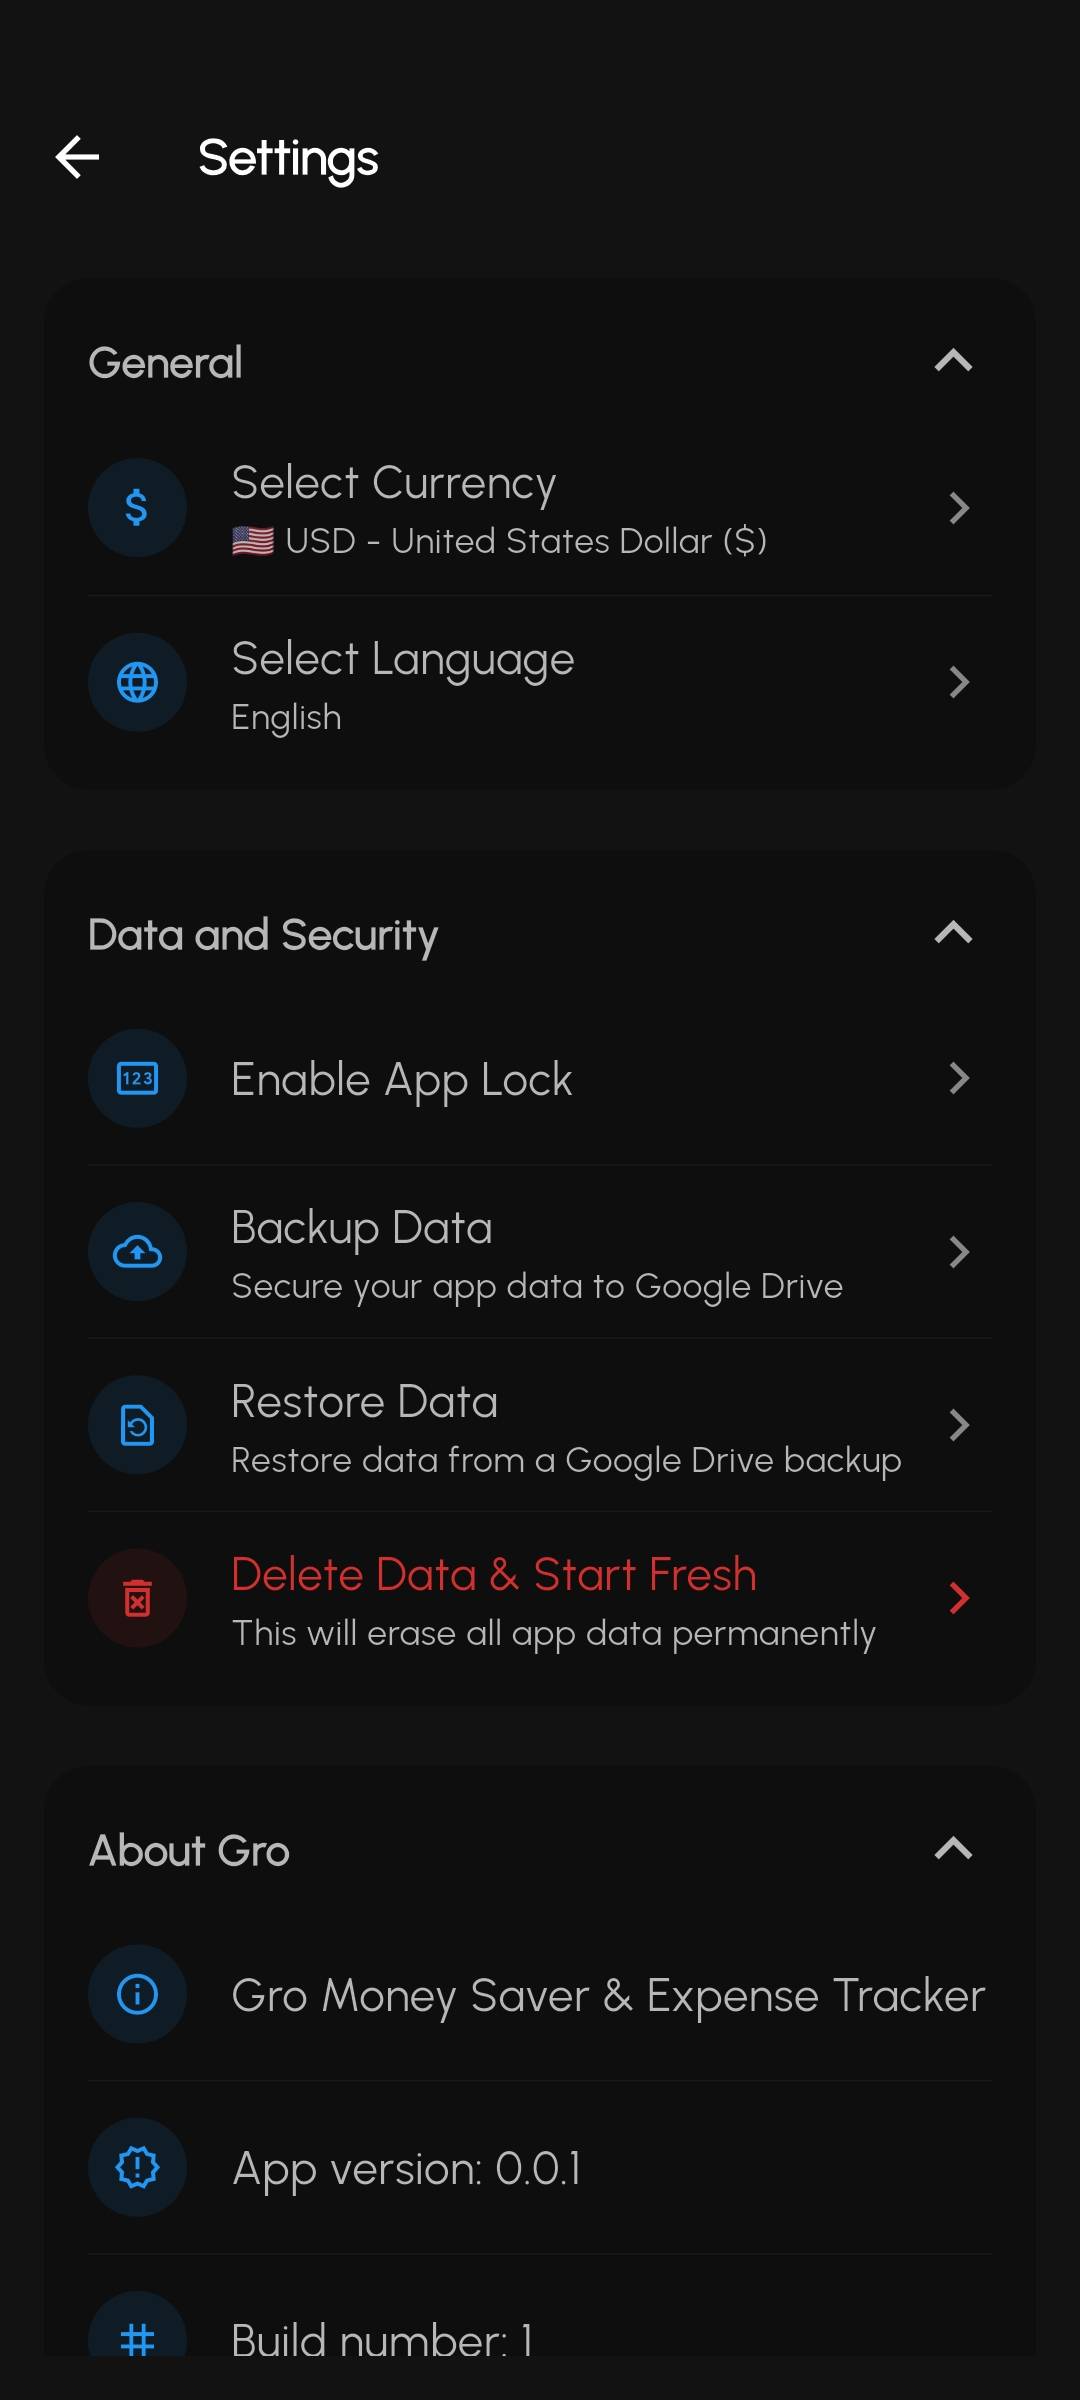 Settings
General
Select Currency
🇺🇸 USD - United States Dollar ($)
Select Language
English
Data and Security
123
Enable App Lock
Backup Data
Secure your app data to Google Drive
Restore Data
Restore data from a Google Drive backup
Delete Data & Start Fresh
This will erase all app data permanently
About Gro
Gro Money Saver & Expense Tracker
App version: 0.0.1
Build number: 1